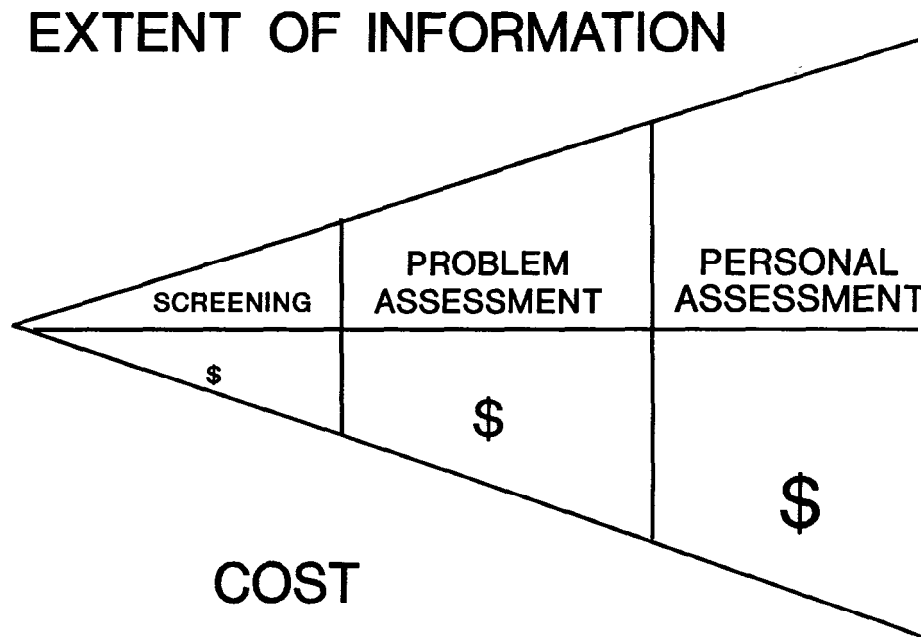 EXTENT OF INFORMATION
SCREENING
PROBLEM
ASSESSMENT
PERSONAL
ASSESSMENT
$
$
$
COST